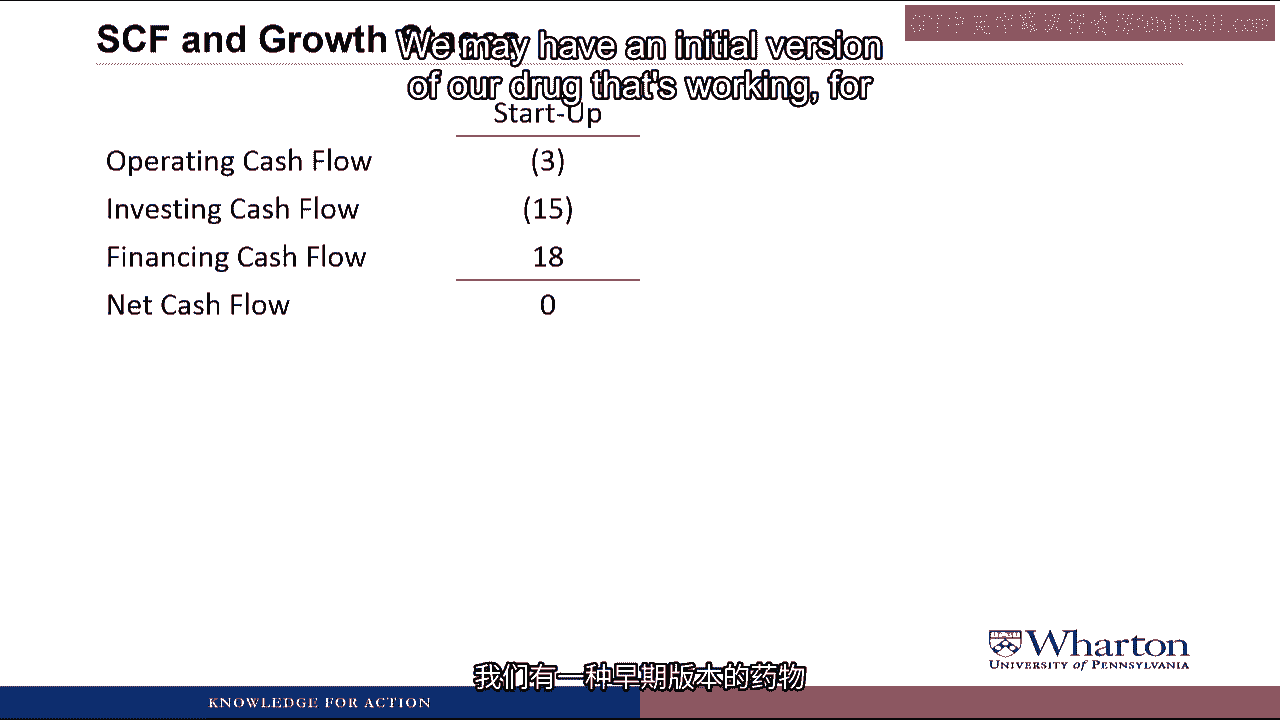 SCF and Growth
We may have an initial version
of our drug that's working, for
Start-Up
Operating Cash Flow (3)
Investing Cash Flow (15)
Financing Cash Flow 18
Net Cash Flow 0
Wharton
UNIVERSITY of PENNSYLVANIA
我们有一种早期版本的药物
KNOWLEDGE FOR ACTION